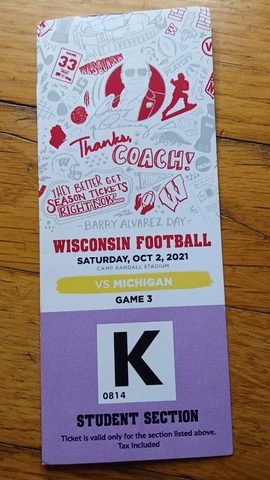 33
WISCONSIN
Thanks,
COACH!
THEY BETTER GET
SEASON TICKETS
RIGHT NOW...
W
-BARRY ALVAREZ DAY-
WISCONSIN FOOTBALL
SATURDAY, OCT 2, 2021
CAMP RANDALL STADIUM
VS MICHIGAN
GAME 3
K
0814
STUDENT SECTION
Ticket is valid only for the section listed above.
Tax included